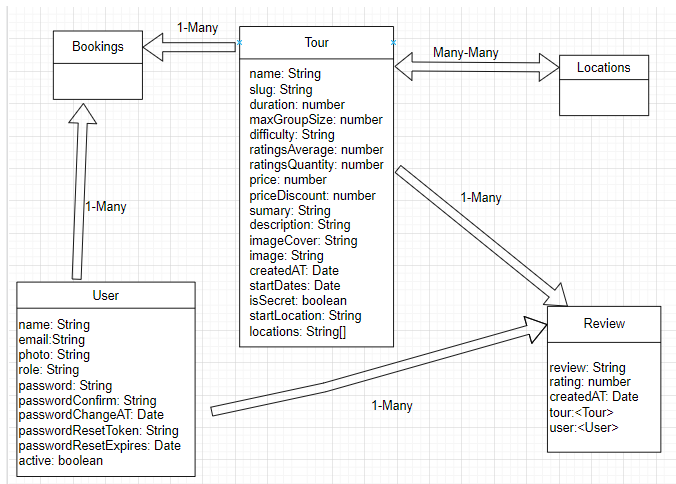 1-Many
Bookings
Tour
Many-Many
Locations
name: String
slug: String
duration: number
maxGroupSize: number
difficulty: String
ratingsAverage: number
ratingsQuantity: number
price: number
priceDiscount: number
sumary: String
description: String
imageCover: String
image: String
createdAT: Date
startDates: Date
isSecret: boolean
startLocation: String
locations: String[]
1-Many
1-Many
User
name: String
email:String
photo: String
role: String
password: String
passwordConfirm: String
passwordChangeAT: Date
passwordResetToken: String
passwordResetExpires: Date
active: boolean
1-Many
Review
review: String
rating: number
createdAT: Date
tour:<Tour>
user:<User>